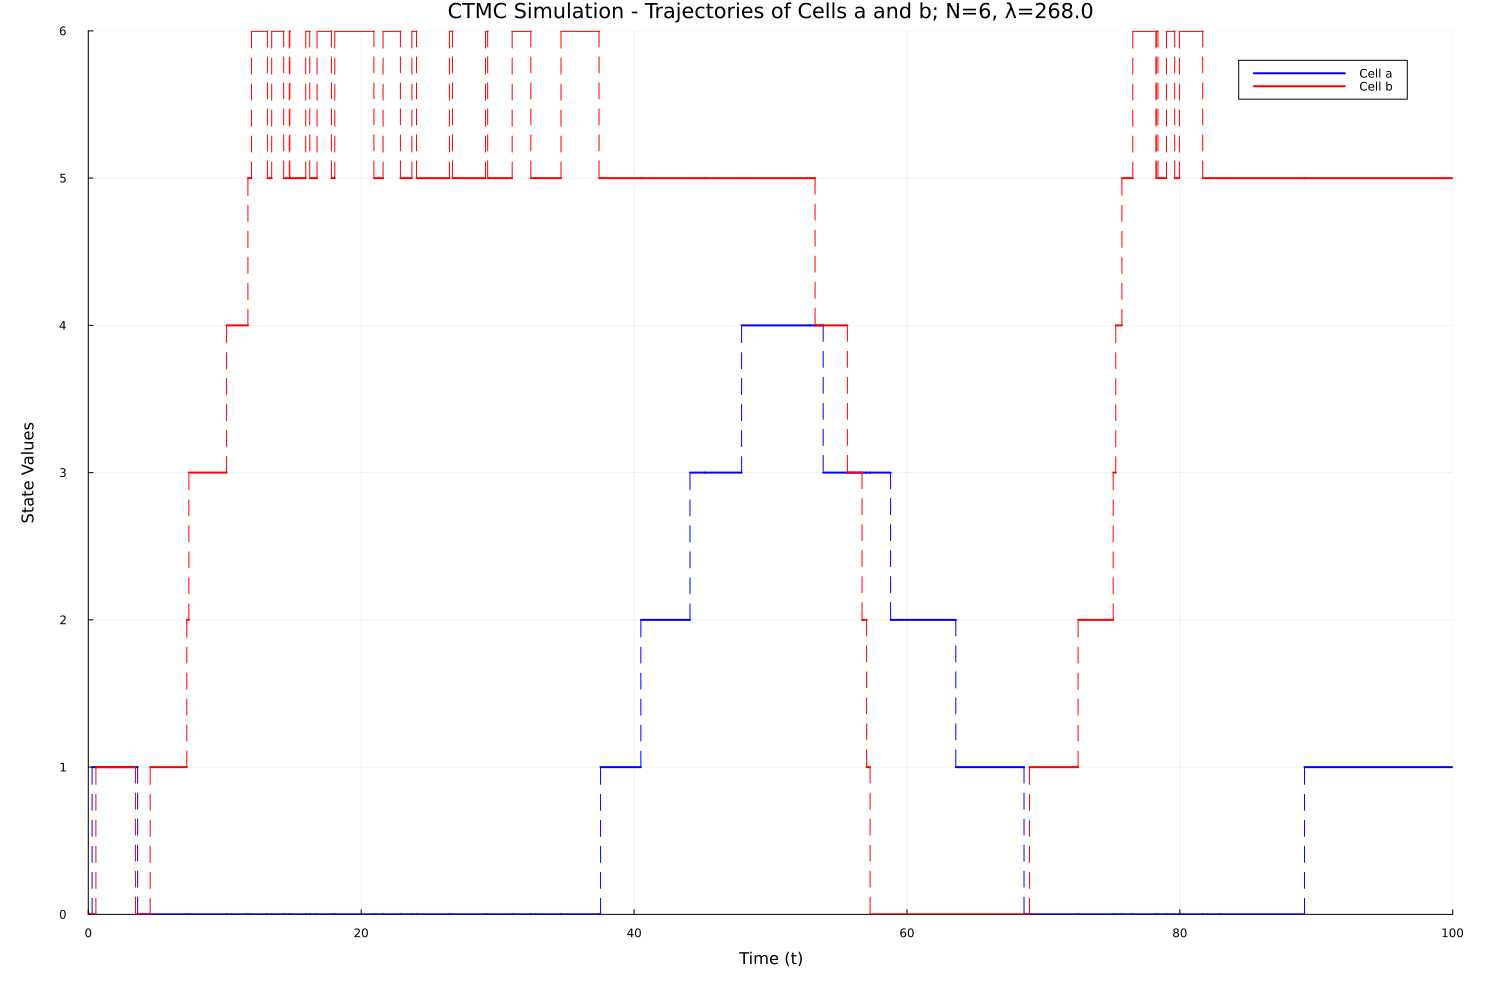 CTMC Simulation - Trajectories of Cells a and b; N=6, λ=268.0
6
5
4
3
2
1
0
State Values
Cell a
Cell b
0 20 40 60 80 100
Time (t)